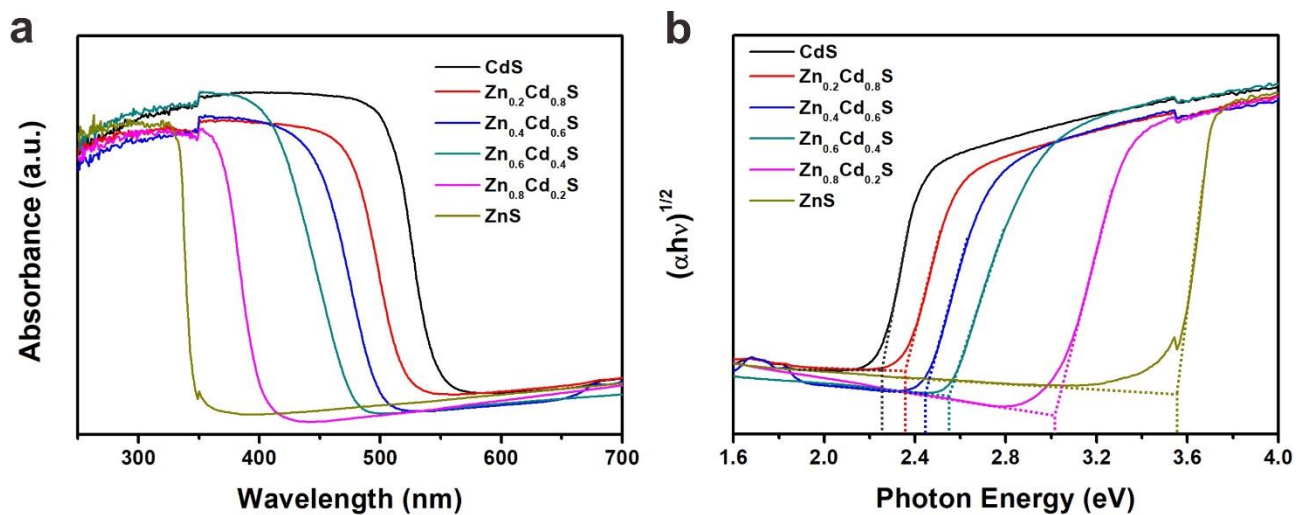 a
Absorbance (a.u.)
CdS
Zn₀.₂Cd₀.₈S
Zn₀.₄Cd₀.₆S
Zn₀.₆Cd₀.₄S
Zn₀.₈Cd₀.₂S
ZnS
300 400 500 600 700
Wavelength (nm)
b
(αhν)¹/²
CdS
Zn₀.₂Cd₀.₈S
Zn₀.₄Cd₀.₆S
Zn₀.₆Cd₀.₄S
Zn₀.₈Cd₀.₂S
ZnS
1.6 2.0 2.4 2.8 3.2 3.6 4.0
Photon Energy (eV)